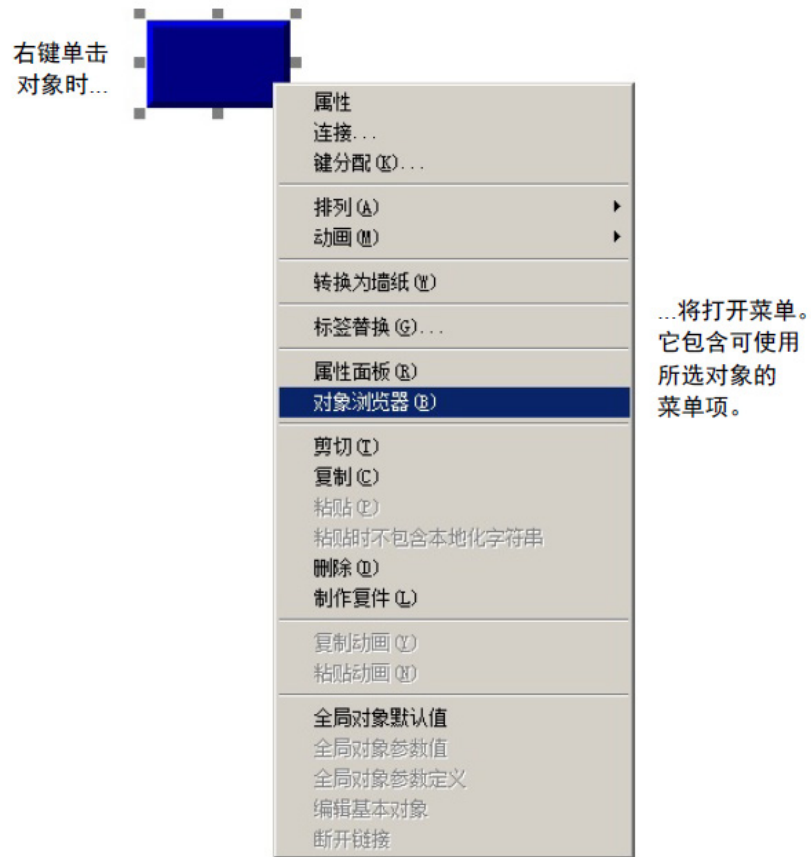 右键单击
对象时...
属性
连接...
键分配(K)...
排列(A)
动画(M)
转换为墙纸(W)
标签替换(G)...
属性面板(R)
对象浏览器(B)
剪切(T)
复制(C)
粘贴(P)
粘贴时不包含本地化字符串
删除(D)
制作复件(L)
复制动画(Y)
粘贴动画(N)
全局对象默认值
全局对象参数值
全局对象参数定义
编辑基本对象
断开链接
...将打开菜单。
它包含可使用
所选对象的
菜单项。